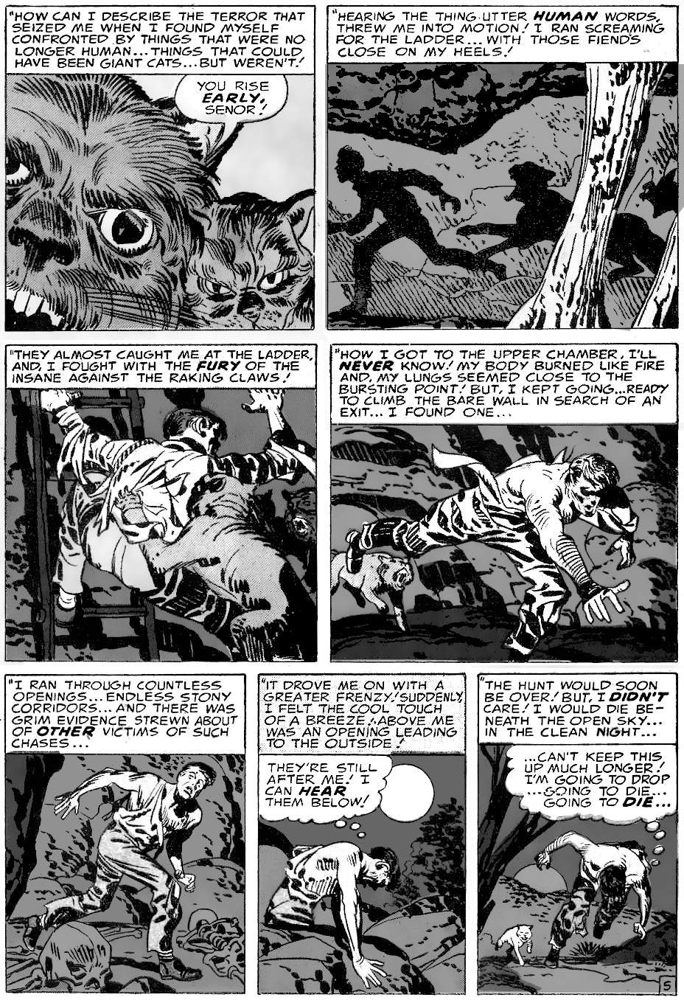 "HOW CAN I DESCRIBE THE TERROR THAT
SEIZED ME WHEN I FOUND MYSELF
CONFRONTED BY THINGS THAT WERE NO
LONGER HUMAN... THINGS THAT COULD
HAVE BEEN GIANT CATS... BUT WEREN'T!
YOU RISE
EARLY,
SENOR!
"HEARING THE THING UTTER HUMAN WORDS,
THREW ME INTO MOTION! I RAN SCREAMING
FOR THE LADDER... WITH THOSE FIENDS
CLOSE ON MY HEELS!
"THEY ALMOST CAUGHT ME AT THE LADDER,
AND, I FOUGHT WITH THE FURY OF THE
INSANE AGAINST THE RAKING CLAWS!
"HOW I GOT TO THE UPPER CHAMBER, I'LL
NEVER KNOW! MY BODY BURNED LIKE FIRE
AND, MY LUNGS SEEMED CLOSE TO THE
BURSTING POINT! BUT, I KEPT GOING...READY
TO CLIMB THE BARE WALL IN SEARCH OF AN
EXIT... I FOUND ONE...
"I RAN THROUGH COUNTLESS
OPENINGS... ENDLESS STONY
CORRIDORS... AND THERE WAS
GRIM EVIDENCE STREWN ABOUT
OF OTHER VICTIMS OF SUCH
CHASES...
"IT DROVE ME ON WITH A
GREATER FRENZY! SUDDENLY,
I FELT THE COOL TOUCH
OF A BREEZE! ABOVE ME
WAS AN OPENING LEADING
TO THE OUTSIDE!
THEY'RE STILL
AFTER ME! I
CAN HEAR
THEM BELOW!
"THE HUNT WOULD SOON
BE OVER! BUT, I DIDN'T
CARE! I WOULD DIE BE-
NEATH THE OPEN SKY...
IN THE CLEAN NIGHT...
...CAN'T KEEP THIS
UP MUCH LONGER!
I'M GOING TO DROP
...GOING TO DIE...
GOING TO DIE...
5